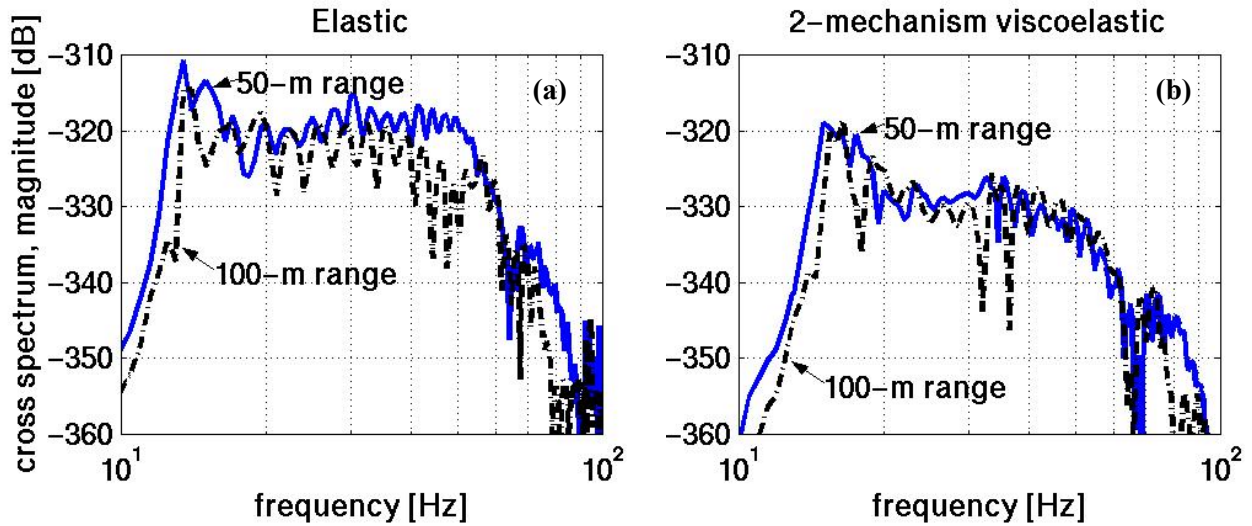 Elastic
2-mechanism viscoelastic
cross spectrum, magnitude [dB]
-310
-320
-330
-340
-350
-360
50-m range
(a)
100-m range
10^1
10^2
frequency [Hz]
-310
-320
-330
-340
-350
-360
50-m range
(b)
100-m range
10^1
10^2
frequency [Hz]